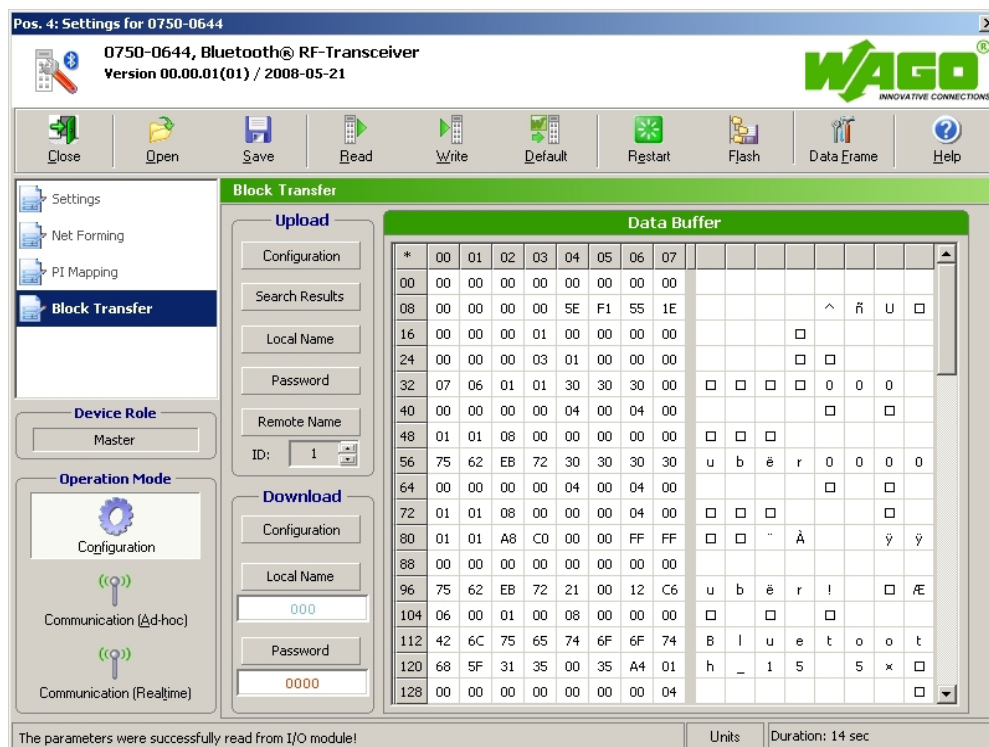 Pos. 4: Settings for 0750-0644
0750-0644, Bluetooth® RF-Transceiver
Version 00.00.01(01) / 2008-05-21
WAGO®
INNOVATIVE CONNECTIONS
Close Open Save Read Write Default Restart Flash Data Frame Help
Settings
Net Forming
PI Mapping
Block Transfer
Device Role
Master
Operation Mode
Configuration
Communication (Ad-hoc)
Communication (Realtime)
Block Transfer
Upload
Configuration
Search Results
Local Name
Password
Remote Name
ID: 1
Download
Configuration
Local Name
000
Password
0000
Data Buffer
* 00 01 02 03 04 05 06 07
00 00 00 00 00 00 00 00 00
08 00 00 00 00 5E F1 55 1E ^ ñ U □
16 00 00 00 01 00 00 00 00 □
24 00 00 00 03 01 00 00 00 □ □
32 07 06 01 01 30 30 30 00 □ □ □ □ 0 0 0
40 00 00 00 00 04 00 04 00 □ □
48 01 01 08 00 00 00 00 00 □ □ □
56 75 62 EB 72 30 30 30 30 u b ë r 0 0 0 0
64 00 00 00 00 04 00 04 00 □ □
72 01 01 08 00 00 00 04 00 □ □ □ □
80 01 01 A8 C0 00 00 FF FF □ □ ¨ À ÿ ÿ
88 00 00 00 00 00 00 00 00
96 75 62 EB 72 21 00 12 C6 u b ë r ! □ Æ
104 06 00 01 00 08 00 00 00 □ □ □
112 42 6C 75 65 74 6F 6F 74 B l u e t o o t
120 68 5F 31 35 00 35 A4 01 h _ 1 5 5 ¤ □
128 00 00 00 00 00 00 00 04 □
The parameters were successfully read from I/O module!
Units
Duration: 14 sec